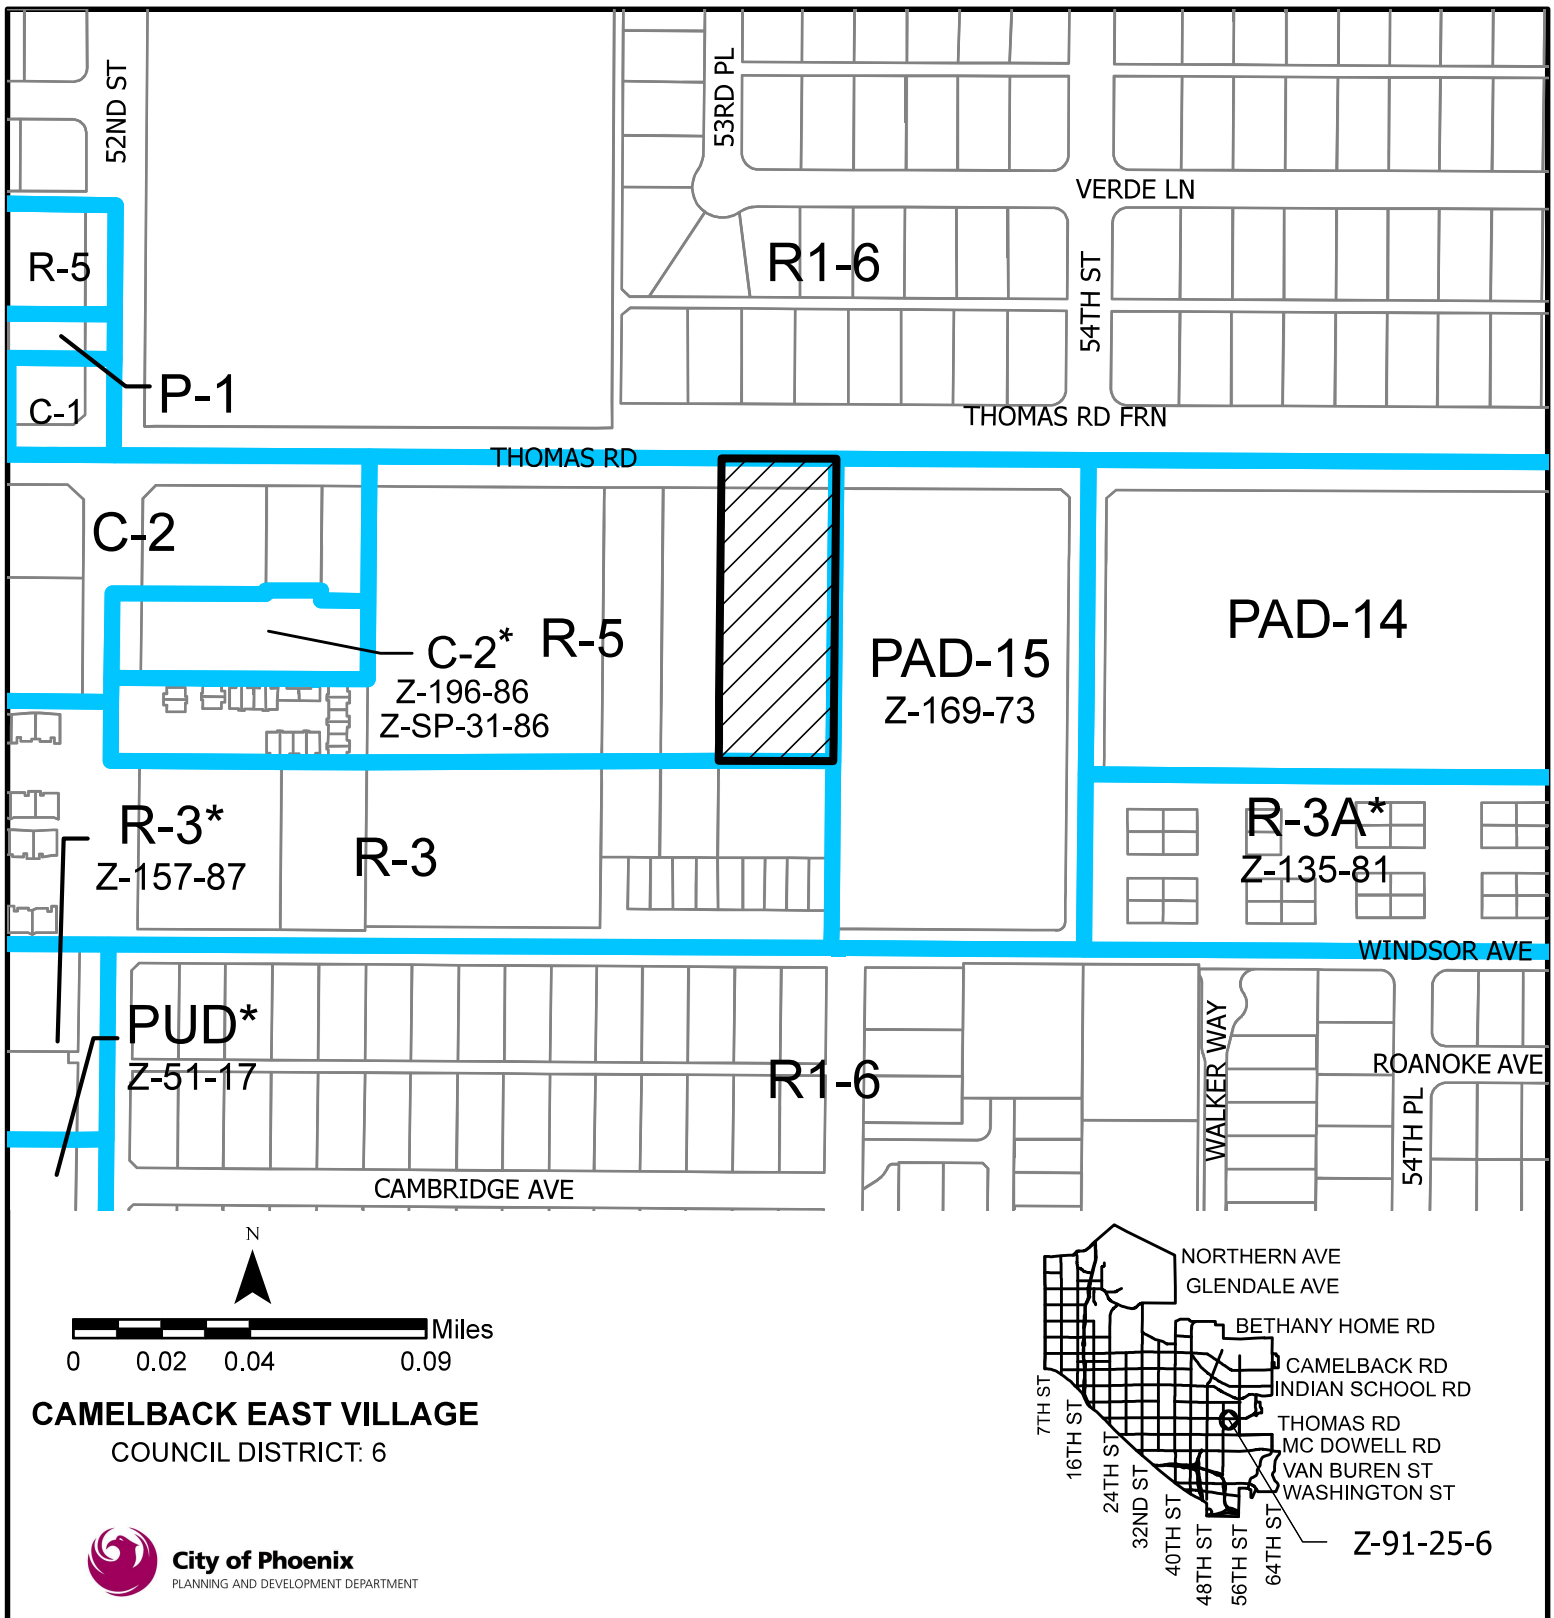 52ND ST
53RD PL
VERDE LN
R-5
R1-6
54TH ST
P-1
C-1
THOMAS RD FRN
THOMAS RD
C-2
C-2*
Z-196-86
Z-SP-31-86
R-5
PAD-15
Z-169-73
PAD-14
R-3*
Z-157-87
R-3
R-3A*
Z-135-81
WINDSOR AVE
PUD*
Z-51-17
R1-6
WALKER WAY
ROANOKE AVE
54TH PL
CAMBRIDGE AVE
N
Miles
0 0.02 0.04 0.09
CAMELBACK EAST VILLAGE
COUNCIL DISTRICT: 6
City of Phoenix
PLANNING AND DEVELOPMENT DEPARTMENT
NORTHERN AVE
GLENDALE AVE
BETHANY HOME RD
CAMELBACK RD
INDIAN SCHOOL RD
THOMAS RD
MC DOWELL RD
VAN BUREN ST
WASHINGTON ST
7TH ST
16TH ST
24TH ST
32ND ST
40TH ST
48TH ST
56TH ST
64TH ST
Z-91-25-6